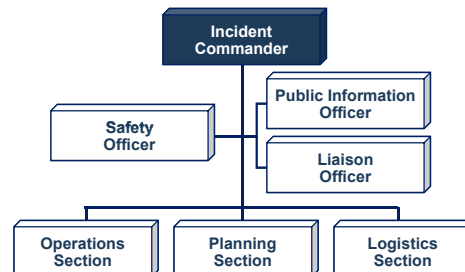 Incident
Commander
Public Information
Officer
Safety
Officer
Liaison
Officer
Operations
Section
Planning
Section
Logistics
Section